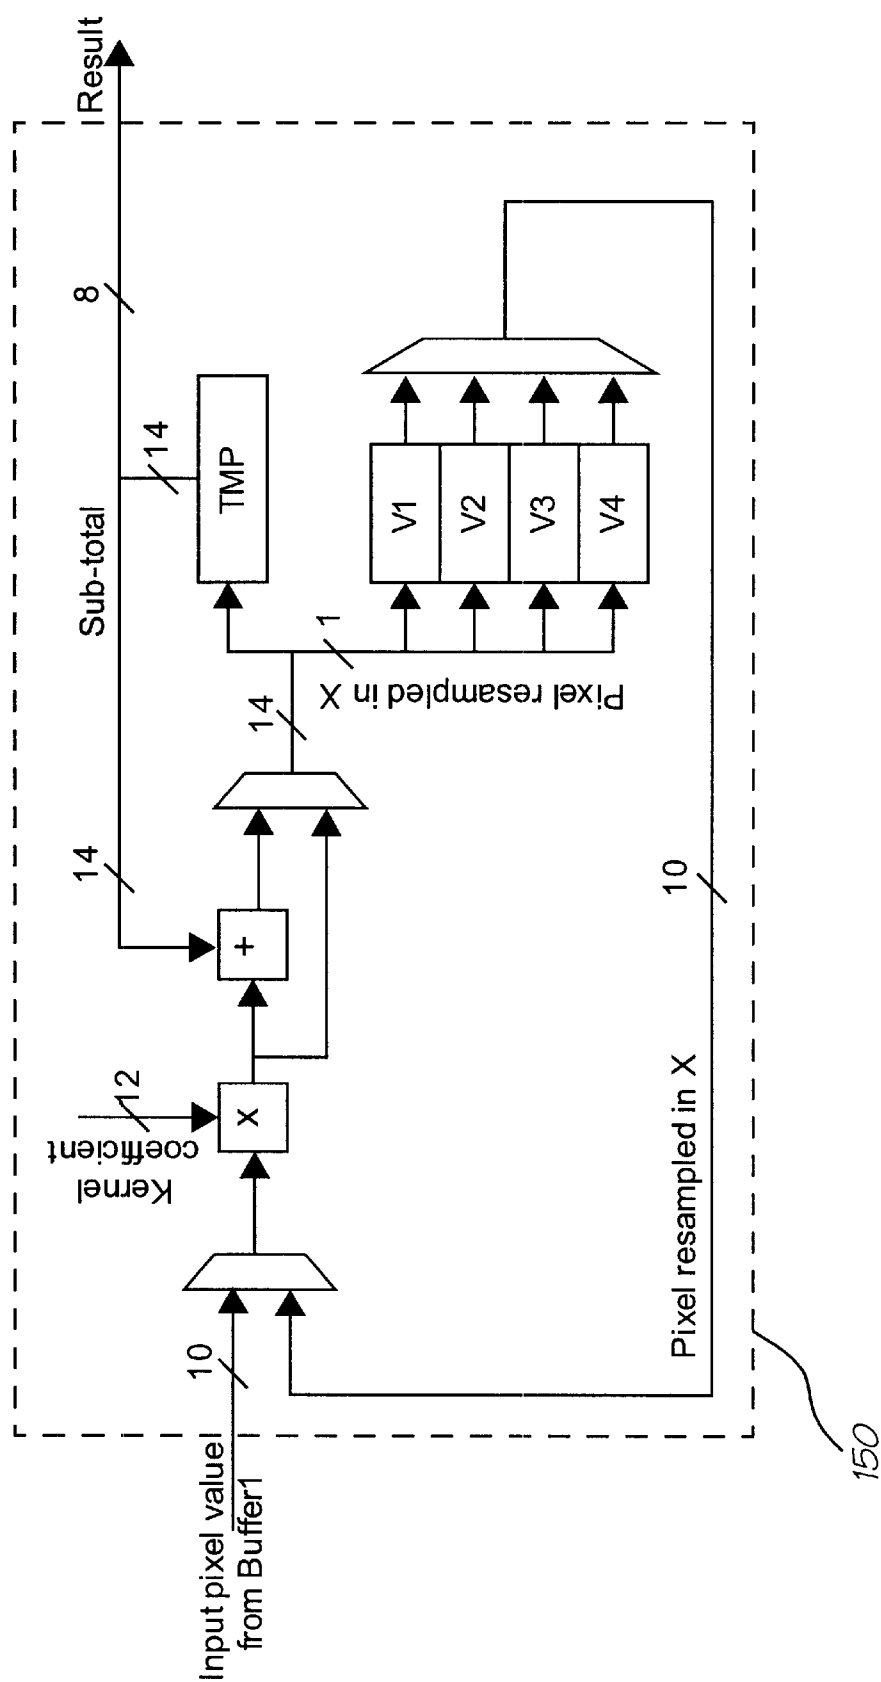 Result
8
14
TMP
Sub-total
14
14
1
Pixel resampled in X
V1
V2
V3
V4
+
X
12
Kernel
coefficient
10
Input pixel value
from Buffer1
10
Pixel resampled in X
150